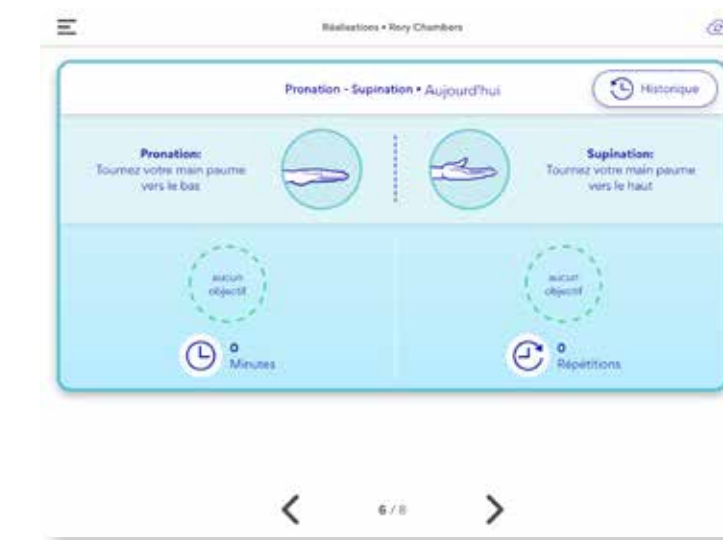 Réalisations • Rory Chambers
Pronation - Supination • Aujourd'hui
Historique
Pronation:
Tournez votre main paume
vers le bas
Supination:
Tournez votre main paume
vers le haut
aucun
objectif
0
Minutes
aucun
objectif
0
Répétitions
6 / 8